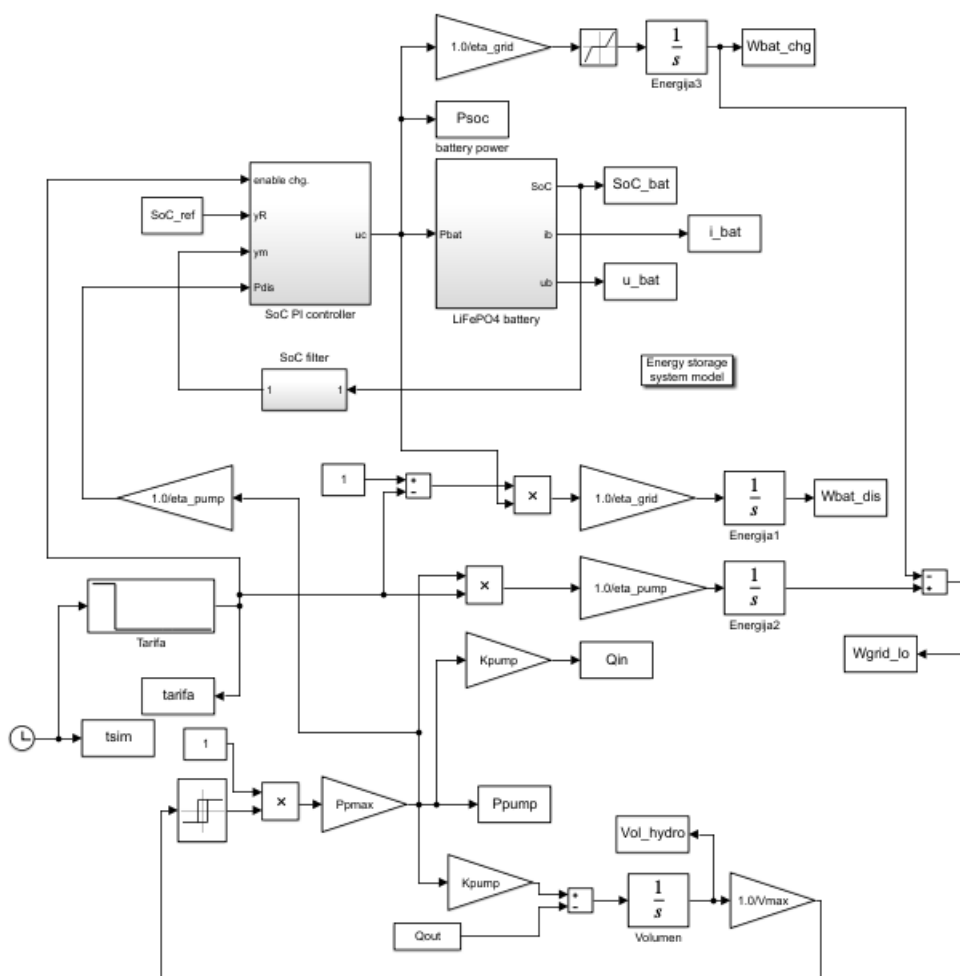 1.0/eta_grid
1
s
Energija3
Wbat_chg
Psoc
battery power
enable chg.
SoC_ref
yR
ym
Pdis
uc
SoC PI controller
Pbat
SoC
ib
ub
LiFePO4 battery
SoC_bat
i_bat
u_bat
SoC filter
1
1
Energy storage
system model
1.0/eta_pump
1
+
−
×
1.0/eta_grid
1
s
Energija1
Wbat_dis
Tarifa
×
1.0/eta_pump
1
s
Energija2
−
+
Kpump
Qin
Wgrid_lo
tarifa
tsim
1
×
Ppmax
Ppump
Vol_hydro
Kpump
+
−
1
s
Volumen
1.0/Vmax
Qout